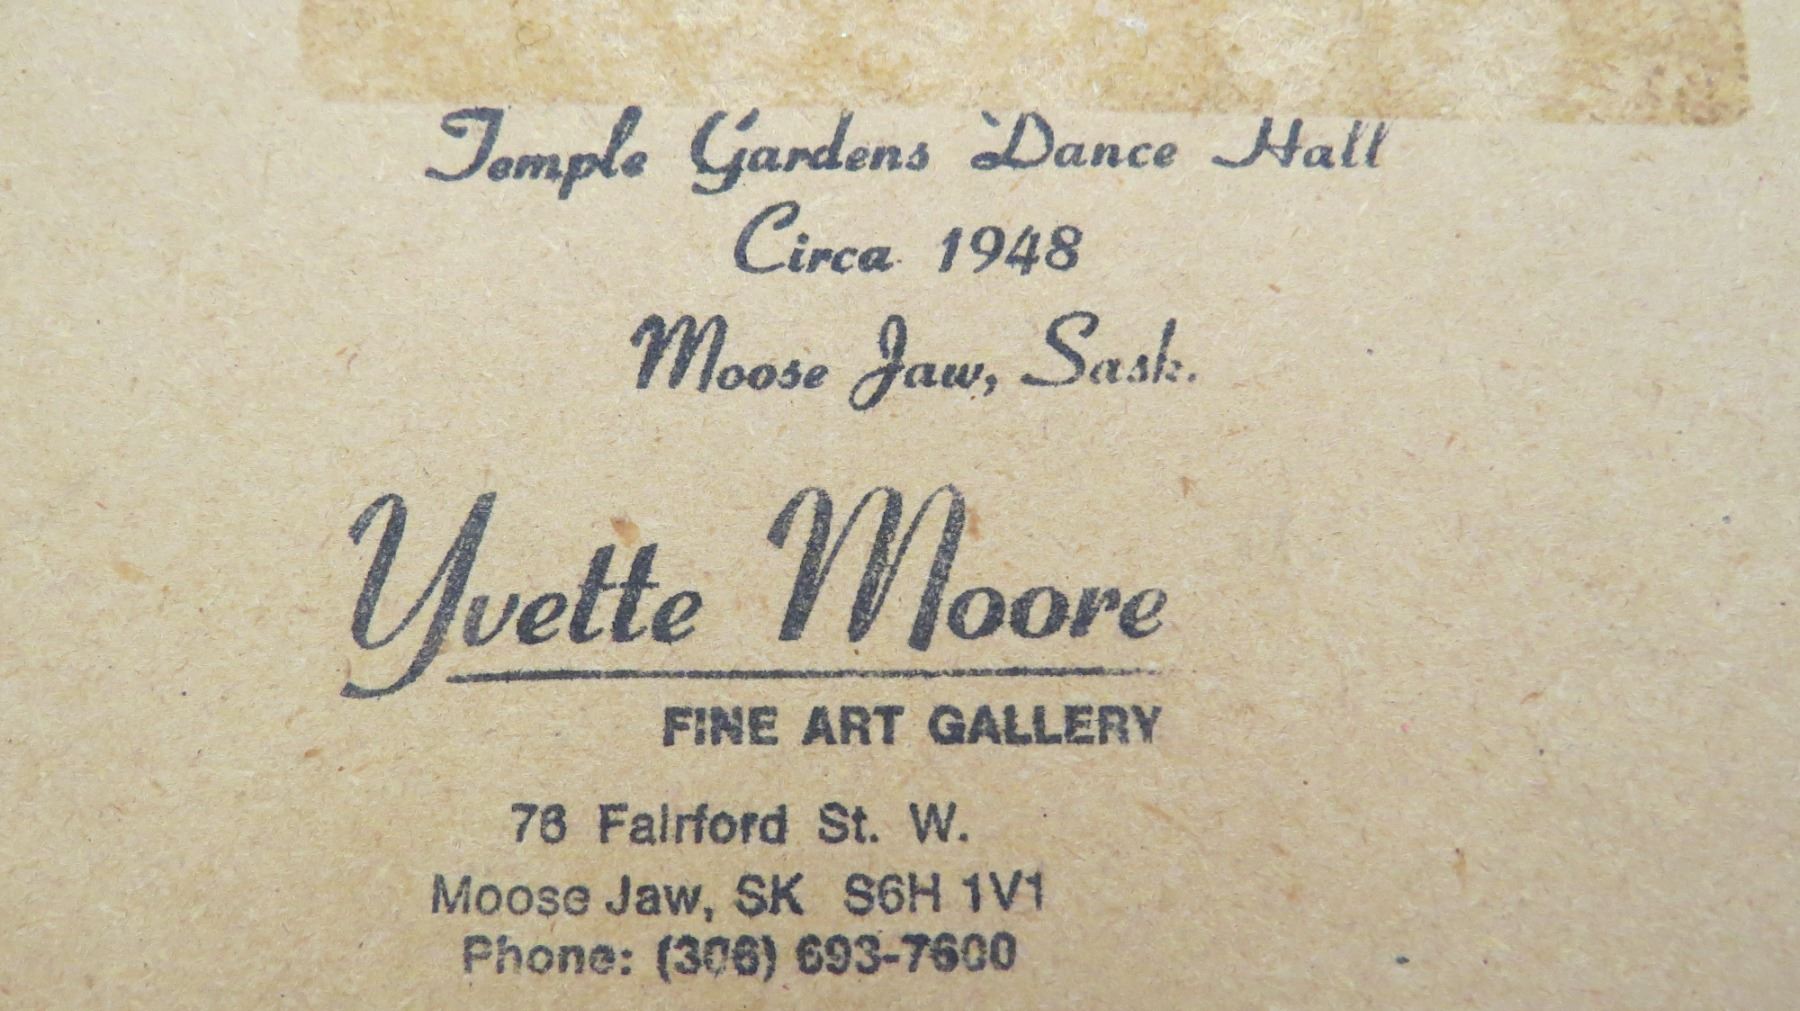 Temple Gardens Dance Hall
Circa 1948
Moose Jaw, Sask.
Yvette Moore
FINE ART GALLERY
76 Fairford St. W.
Moose Jaw, SK S6H 1V1
Phone: (306) 693-7600